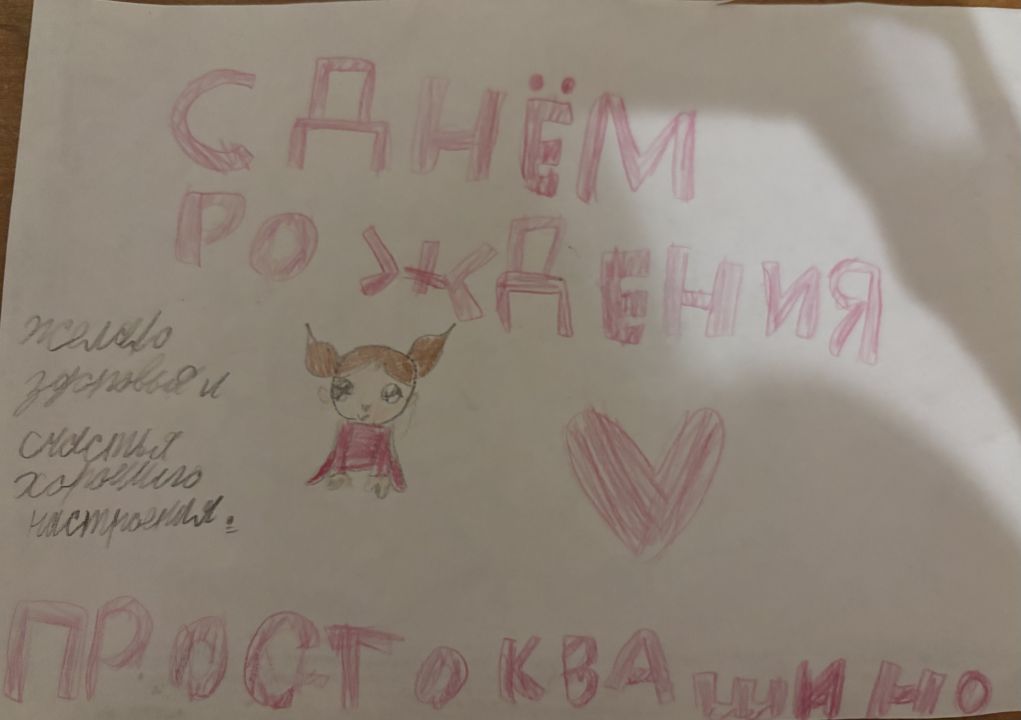 С ДНЁМ
РОЖДЕНИЯ
желаю
здоровья и
счастья
хорошего
настроения.
ПРОСТОКВАШИНО